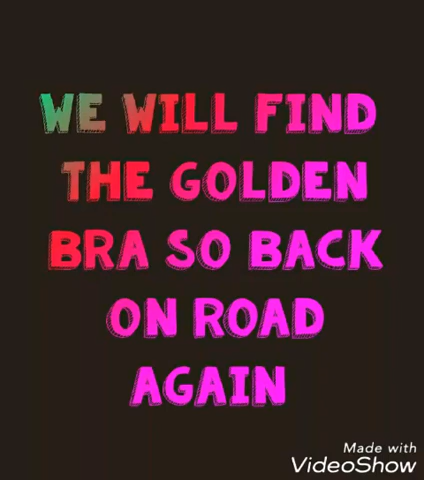 WE WILL FIND
THE GOLDEN
BRA SO BACK
ON ROAD
AGAIN
Made with
VideoShow